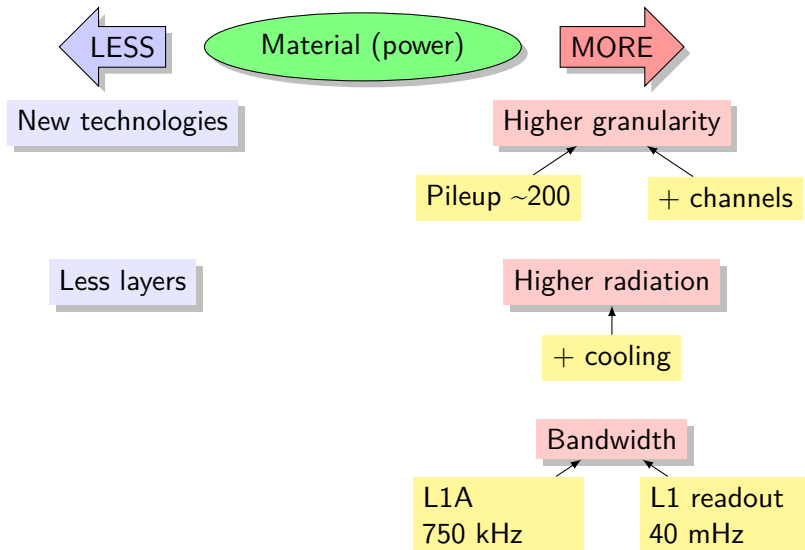 LESS
Material (power)
MORE
New technologies
Higher granularity
Pileup ~200
+ channels
Less layers
Higher radiation
+ cooling
Bandwidth
L1A
750 kHz
L1 readout
40 mHz